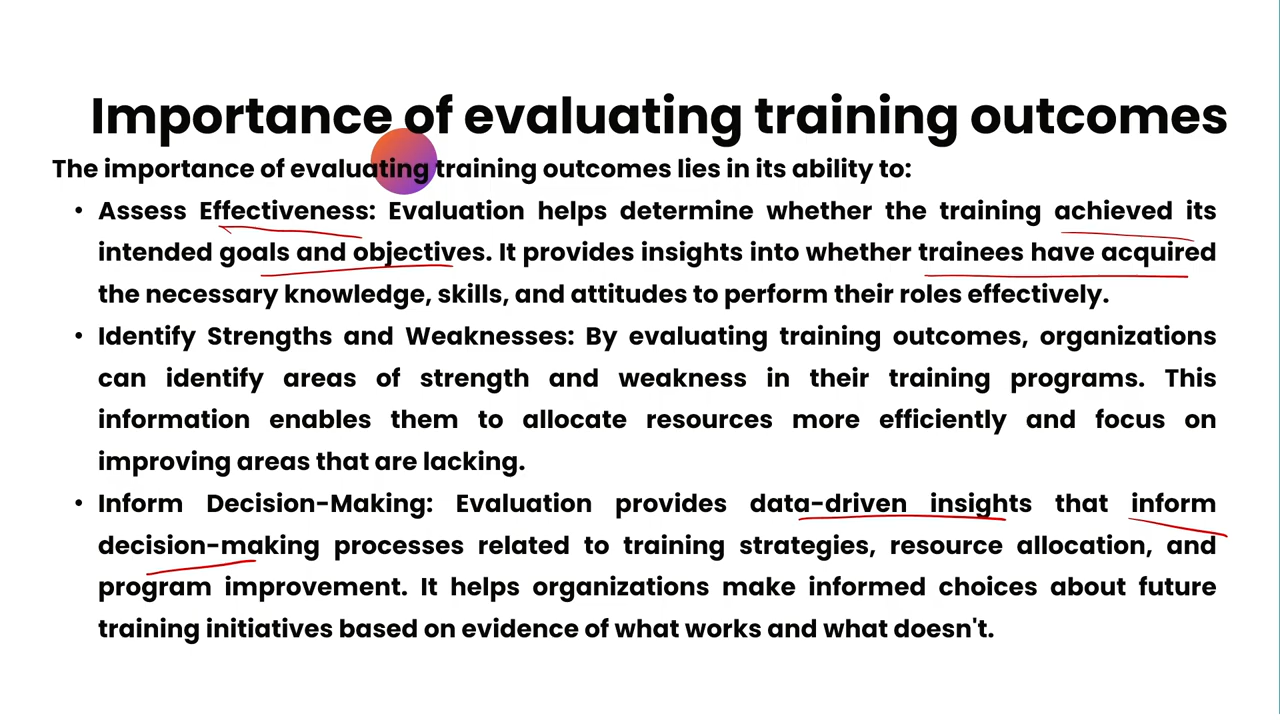 Importance of evaluating training outcomes
The importance of evaluating training outcomes lies in its ability to:
• Assess Effectiveness: Evaluation helps determine whether the training achieved its
intended goals and objectives. It provides insights into whether trainees have acquired
the necessary knowledge, skills, and attitudes to perform their roles effectively.
• Identify Strengths and Weaknesses: By evaluating training outcomes, organizations
can identify areas of strength and weakness in their training programs. This
information enables them to allocate resources more efficiently and focus on
improving areas that are lacking.
• Inform Decision-Making: Evaluation provides data-driven insights that inform
decision-making processes related to training strategies, resource allocation, and
program improvement. It helps organizations make informed choices about future
training initiatives based on evidence of what works and what doesn't.